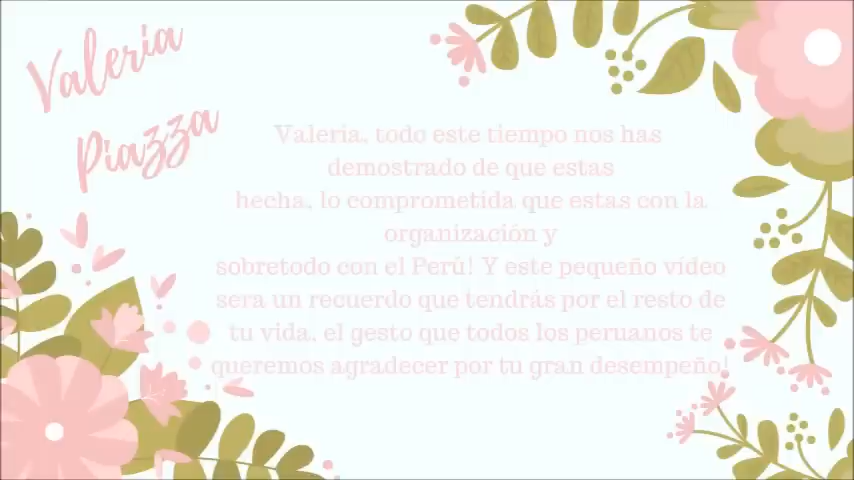 Valeria
Piazza
Valeria, todo este tiempo nos has
demostrado de que estas
hecha, lo comprometida que estas con la
organización y
sobretodo con el Perú! Y este pequeño vídeo
sera un recuerdo que tendrás por el resto de
tu vida, el gesto que todos los peruanos te
queremos agradecer por tu gran desempeño!